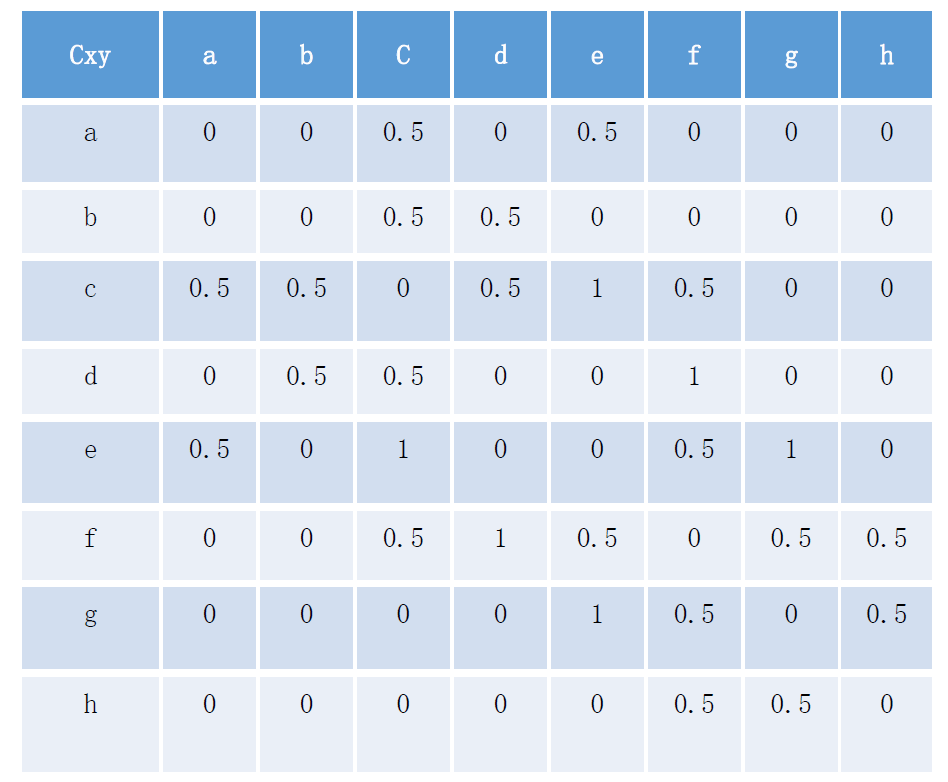 Cxy a b C d e f g h
a 0 0 0.5 0 0.5 0 0 0
b 0 0 0.5 0.5 0 0 0 0
c 0.5 0.5 0 0.5 1 0.5 0 0
d 0 0.5 0.5 0 0 1 0 0
e 0.5 0 1 0 0 0.5 1 0
f 0 0 0.5 1 0.5 0 0.5 0.5
g 0 0 0 0 1 0.5 0 0.5
h 0 0 0 0 0 0.5 0.5 0